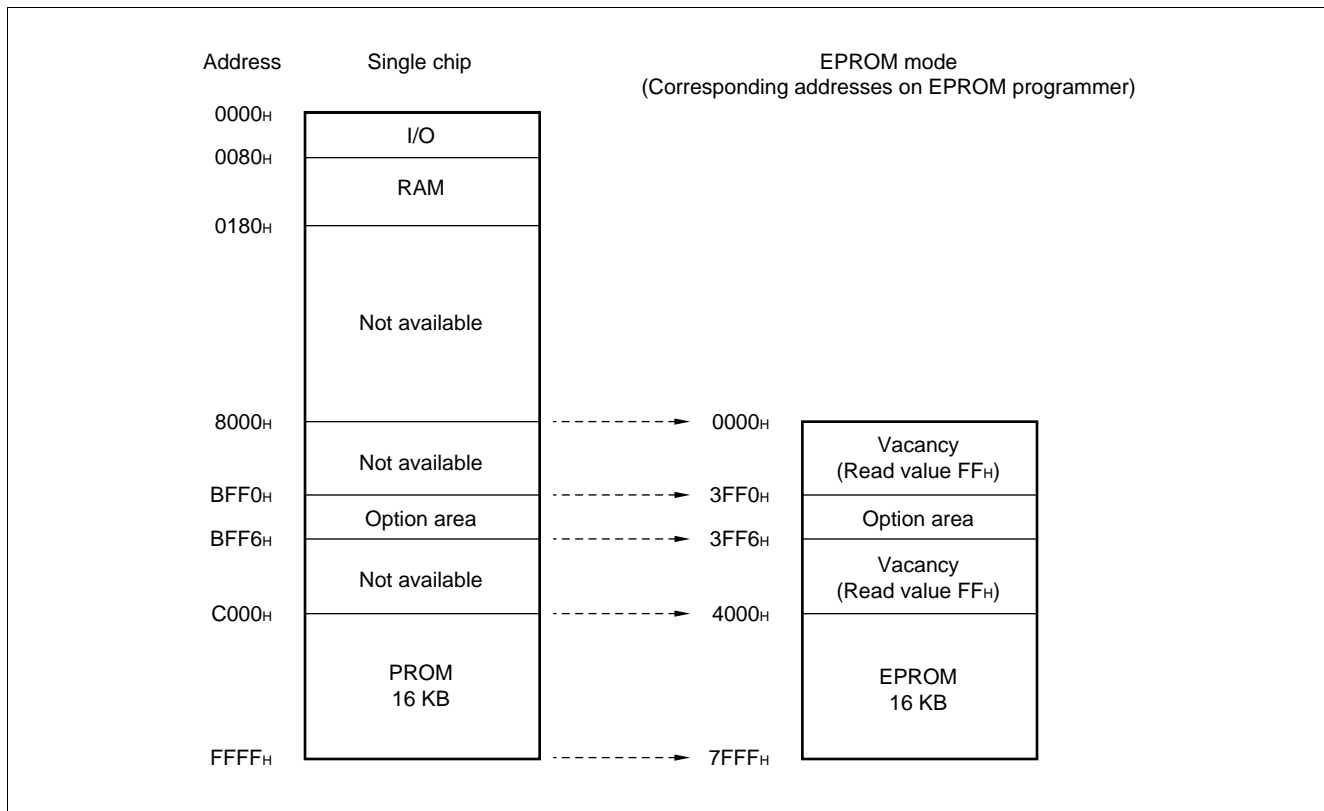 Address Single chip EPROM mode
(Corresponding addresses on EPROM programmer)
0000H
I/O
0080H
RAM
0180H
Not available
8000H 0000H
Not available Vacancy
(Read value FFH)
BFF0H 3FF0H
Option area Option area
BFF6H 3FF6H
Not available Vacancy
(Read value FFH)
C000H 4000H
PROM EPROM
16 KB 16 KB
FFFFH 7FFFH